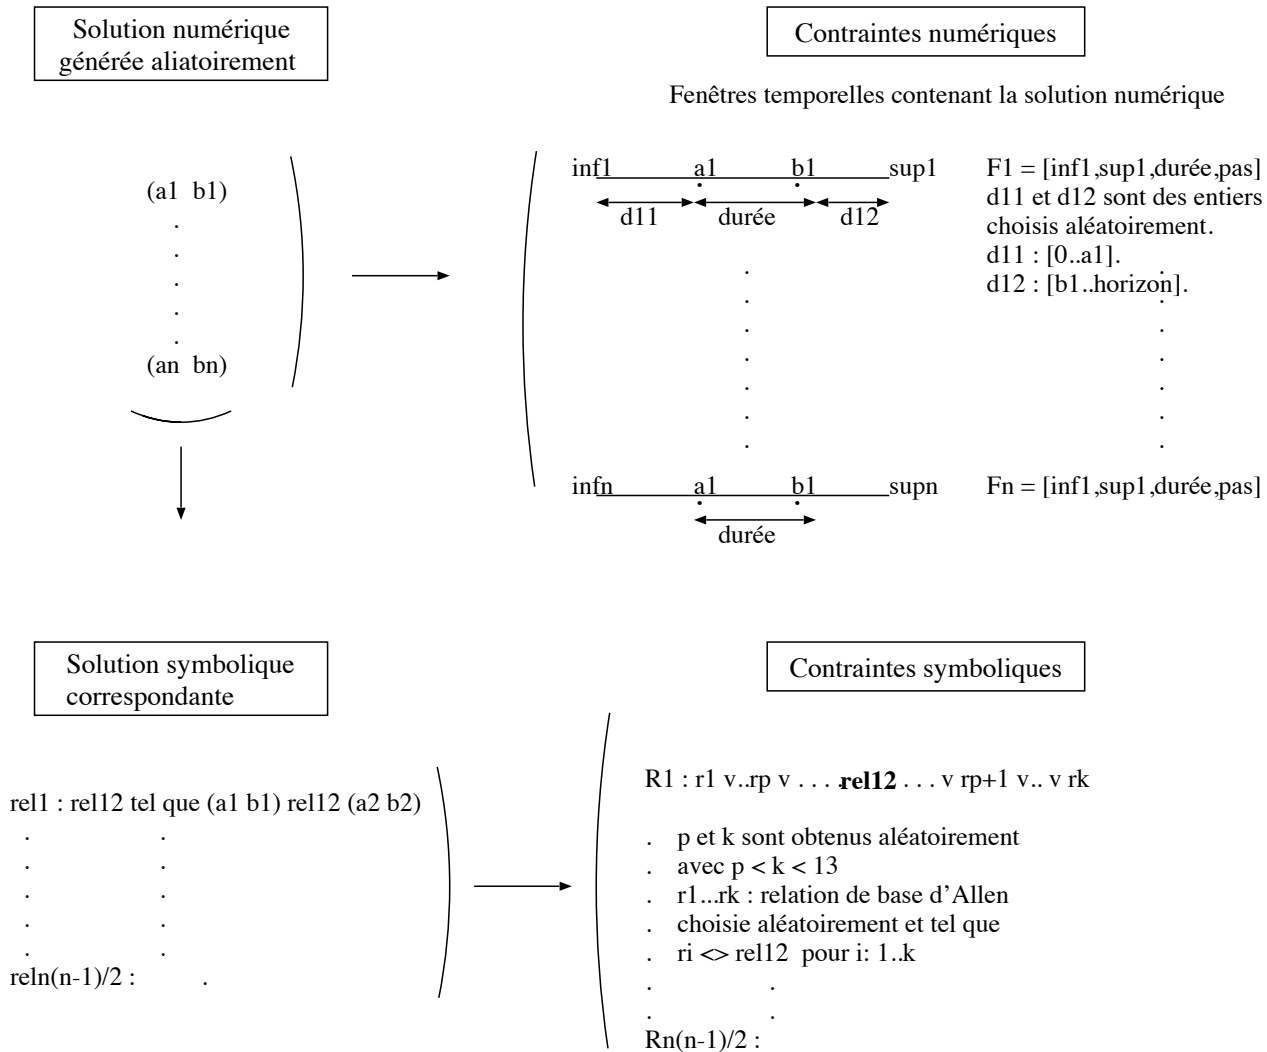 Solution numérique
générée aliatoirement
Contraintes numériques
Fenêtres temporelles contenant la solution numérique
(a1 b1)
.
.
.
.
.
(an bn)
inf1 a1 b1 sup1
d11 durée d12
F1 = [inf1,sup1,durée,pas]
d11 et d12 sont des entiers
choisis aléatoirement.
d11 : [0..a1].
d12 : [b1..horizon].
infn a1 b1 supn
durée
Fn = [inf1,sup1,durée,pas]
Solution symbolique
correspondante
Contraintes symboliques
rel1 : rel12 tel que (a1 b1) rel12 (a2 b2)
. .
. .
. .
. .
. .
reln(n-1)/2 : .
R1 : r1 v..rp v . . . .rel12 . . . v rp+1 v.. v rk
. p et k sont obtenus aléatoirement
. avec p < k < 13
. r1...rk : relation de base d'Allen
. choisie aléatoirement et tel que
. ri <> rel12 pour i: 1..k
. .
. .
Rn(n-1)/2 :